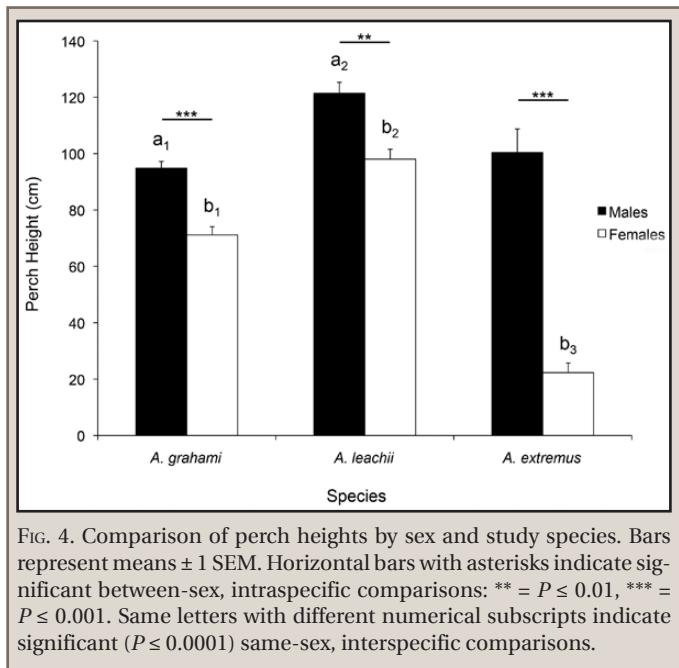 140
120
100
80
60
40
20
0
Perch Height (cm)
a₁
***
b₁
a₂
**
b₂
***
b₃
Males
Females
A. grahami
A. leachii
A. extremus
Species
FIG. 4. Comparison of perch heights by sex and study species. Bars
represent means ± 1 SEM. Horizontal bars with asterisks indicate sig-
nificant between-sex, intraspecific comparisons: ** = P ≤ 0.01, *** =
P ≤ 0.001. Same letters with different numerical subscripts indicate
significant (P ≤ 0.0001) same-sex, interspecific comparisons.